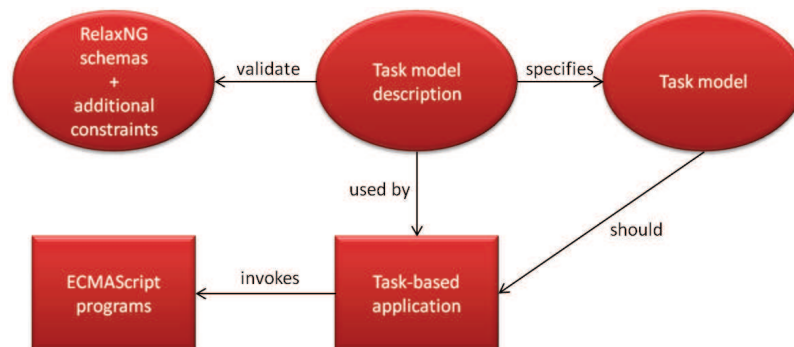 RelaxNG
schemas
+
additional
constraints
validate
Task model
description
specifies
Task model
used by
should
ECMAScript
programs
invokes
Task-based
application